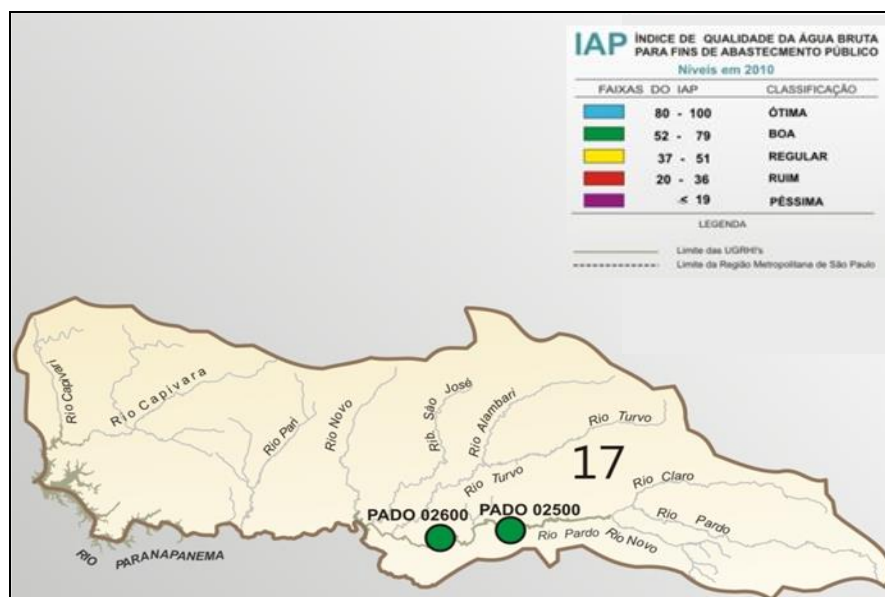 IAP ÍNDICE DE QUALIDADE DA ÁGUA BRUTA
PARA FINS DE ABASTECMENTO PÚBLICO
Níveis em 2010
FAIXAS DO IAP CLASSIFICAÇÃO
80 - 100 ÓTIMA
52 - 79 BOA
37 - 51 REGULAR
20 - 36 RUIM
≤ 19 PÉSSIMA
LEGENDA
Limite das UGRHI's
Limite da Região Metropolitana de São Paulo
Rio Capivari
Rio Capivara
Rio Pari
Rio Novo
Rib. São José
Rio Alambari
Rio Turvo
17
Rio Turvo
Rio Claro
PADO 02600
PADO 02500
Rio Pardo
Rio Pardo
Rio Novo
RIO PARANAPANEMA